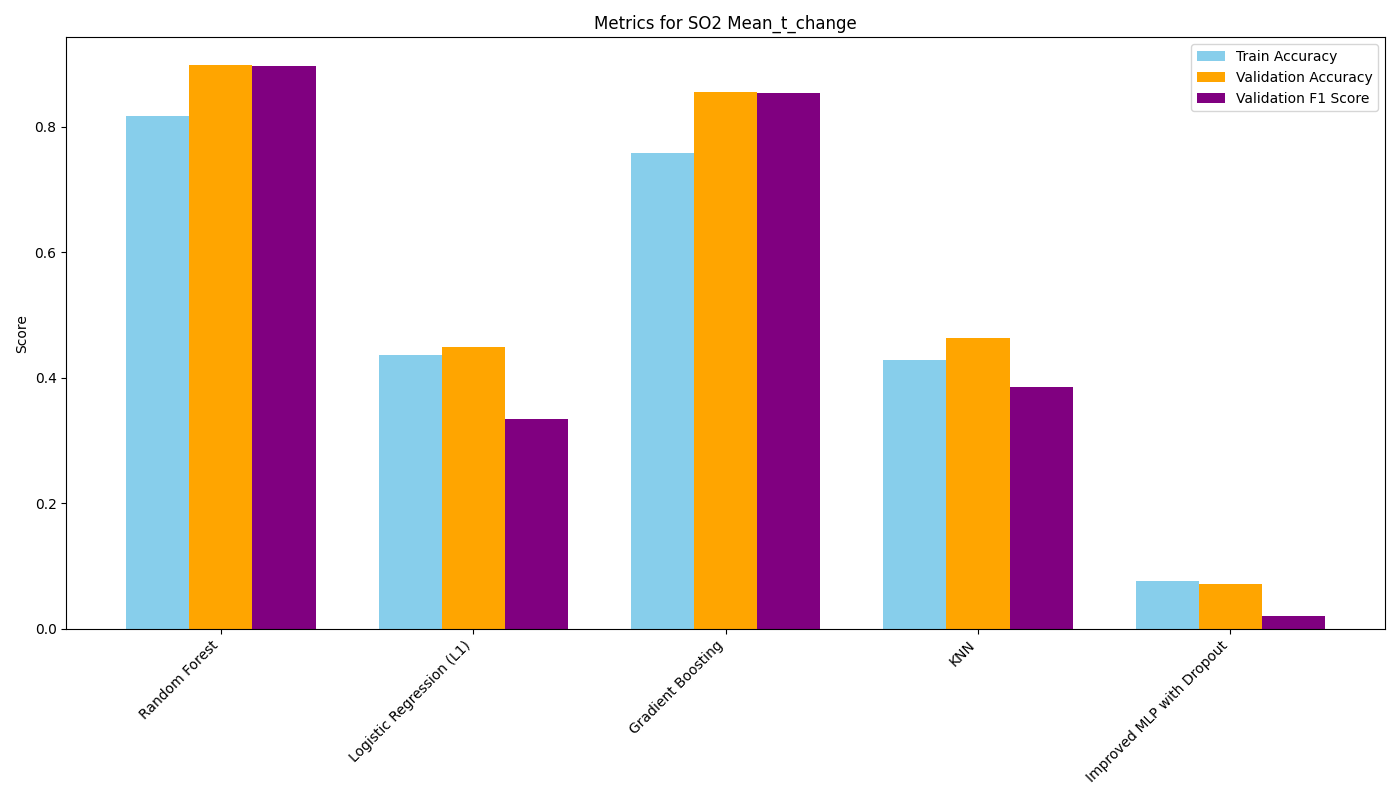 Metrics for SO2 Mean_t_change
Train Accuracy
Validation Accuracy
Validation F1 Score
Score
0.8
0.6
0.4
0.2
0.0
Random Forest
Logistic Regression (L1)
Gradient Boosting
KNN
Improved MLP with Dropout